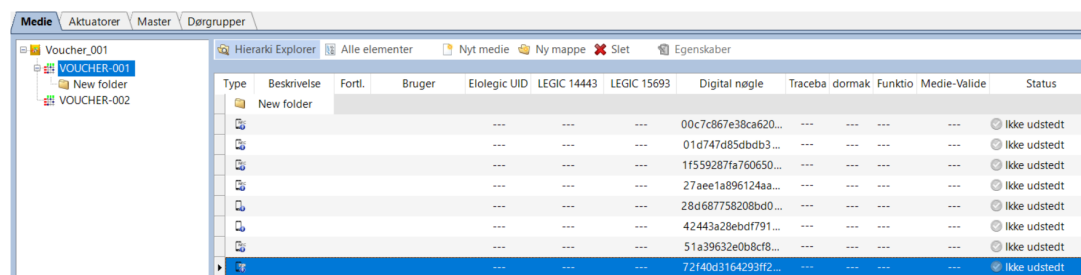 Medie Aktuatorer Master Dørgrupper
Voucher_001
VOUCHER-001
New folder
VOUCHER-002
Hierarki Explorer Alle elementer Nyt medie Ny mappe Slet Egenskaber
Type Beskrivelse Fortl. Bruger Elolegic UID LEGIC 14443 LEGIC 15693 Digital nøgle Traceba dormak Funktio Medie-Valide Status
New folder
--- --- --- 00c7c867e38ca620... --- --- --- --- Ikke udstedt
--- --- --- 01d747d85dbdb3... --- --- --- --- Ikke udstedt
--- --- --- 1f559287fa760650... --- --- --- --- Ikke udstedt
--- --- --- 27aee1a896124aa... --- --- --- --- Ikke udstedt
--- --- --- 28d687758208bd0... --- --- --- --- Ikke udstedt
--- --- --- 42443a28ebdf791... --- --- --- --- Ikke udstedt
--- --- --- 51a39632e0b8cf8... --- --- --- --- Ikke udstedt
--- --- --- 72f40d3164293ff2... --- --- --- --- Ikke udstedt